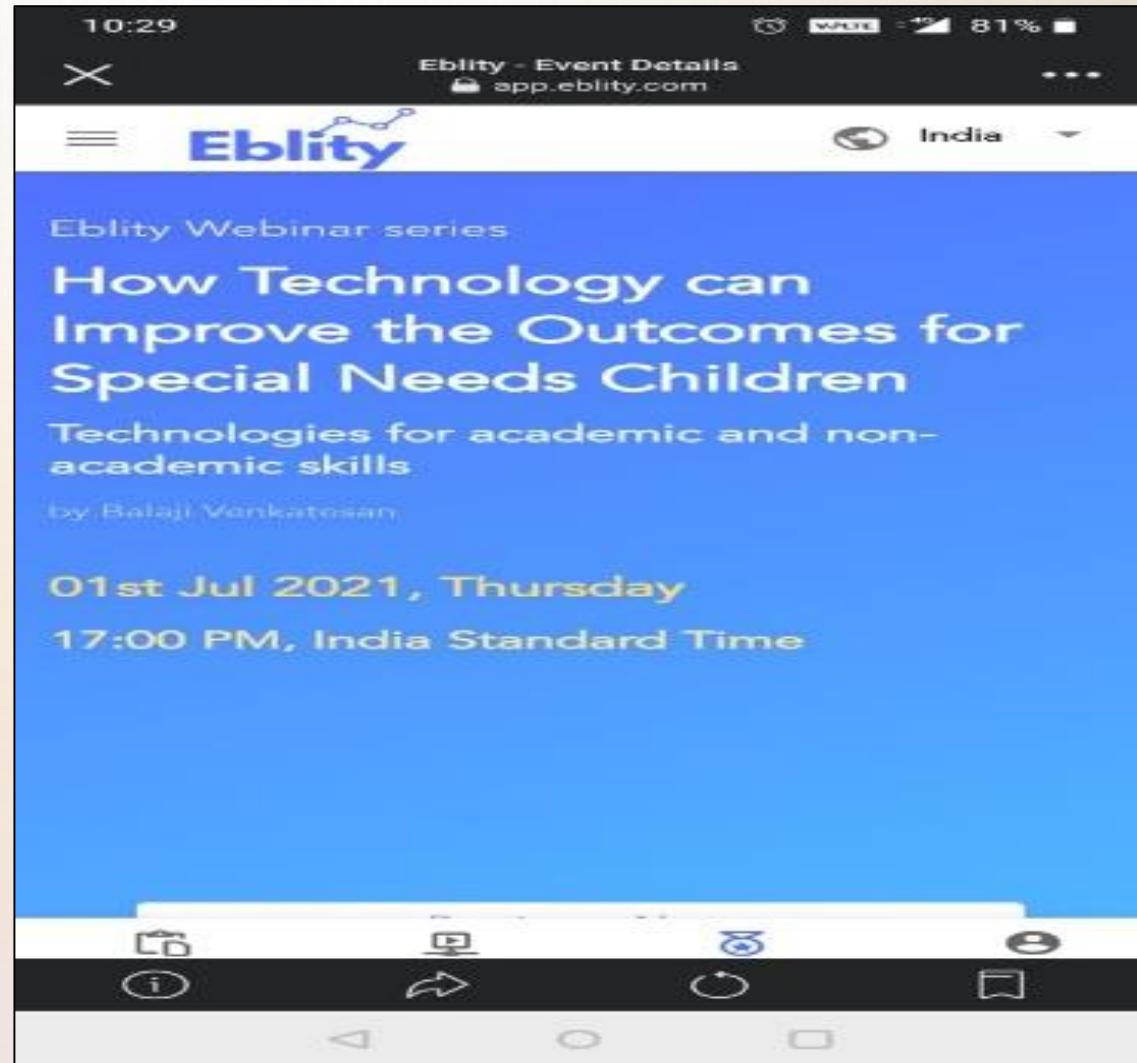 10:29
VoLTE 4G 81%
Eblity - Event Details
app.eblity.com
Eblity
India
Eblity Webinar series
How Technology can
Improve the Outcomes for
Special Needs Children
Technologies for academic and non-
academic skills
by Balaji Venkatesan
01st Jul 2021, Thursday
17:00 PM, India Standard Time